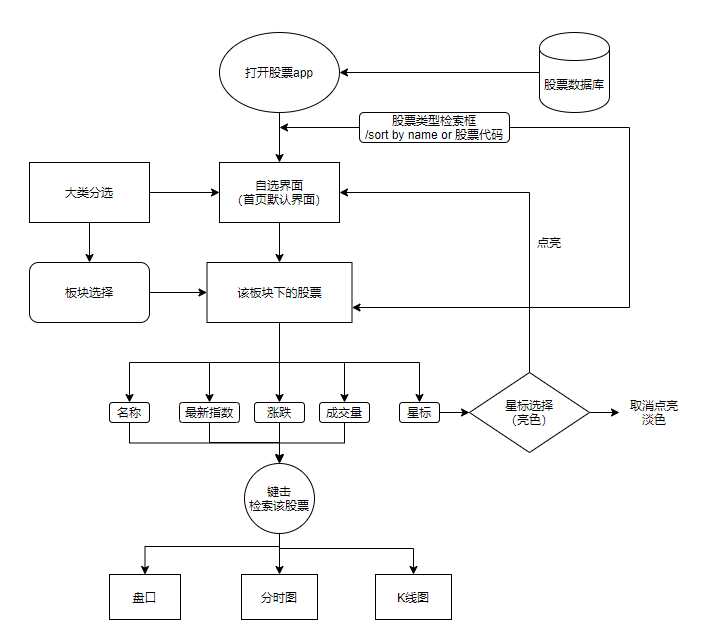 打开股票app
股票数据库
股票类型检索框
/sort by name or 股票代码
大类分选
自选界面
（首页默认界面）
点亮
板块选择
该板块下的股票
名称
最新指数
涨跌
成交量
星标
星标选择
（亮色）
取消点亮
淡色
键击
检索该股票
盘口
分时图
K线图